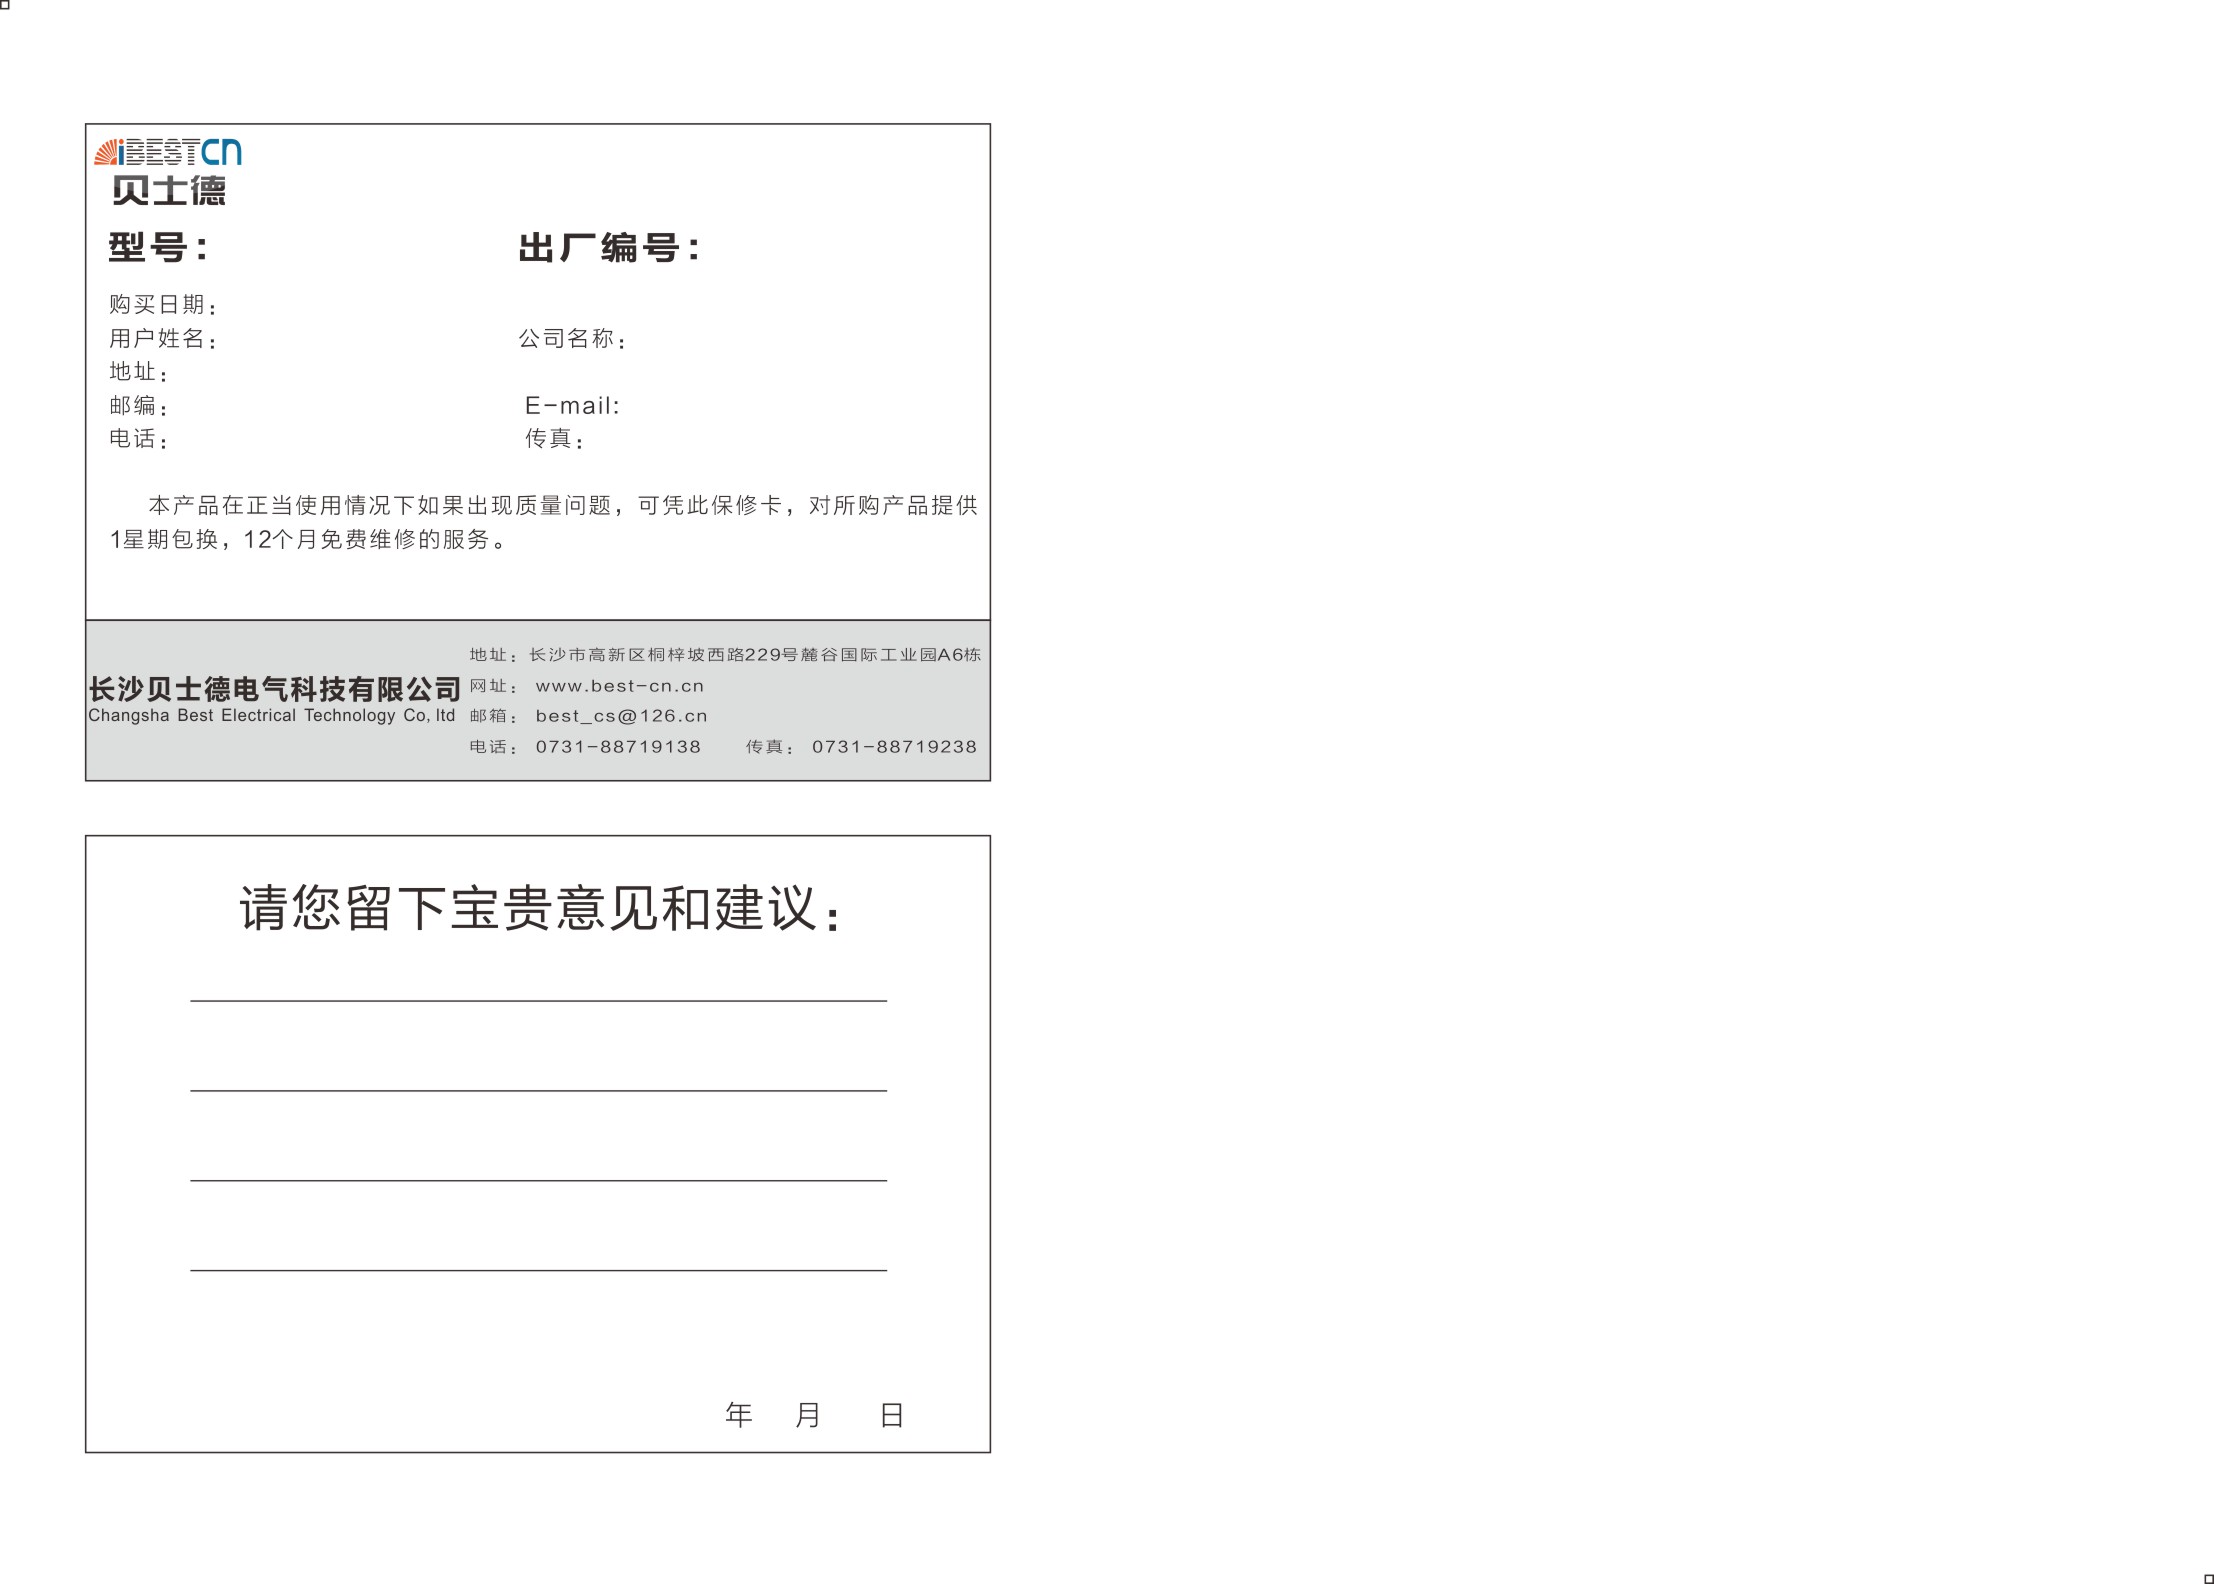 iBESTCN
贝士德
型号： 出厂编号：
购买日期：
用户姓名： 公司名称：
地址：
邮编： E-mail:
电话： 传真：
本产品在正当使用情况下如果出现质量问题，可凭此保修卡，对所购产品提供
1星期包换，12个月免费维修的服务。
长沙贝士德电气科技有限公司
Changsha Best Electrical Technology Co, ltd
地址：长沙市高新区桐梓坡西路229号麓谷国际工业园A6栋
网址： www.best-cn.cn
邮箱： best_cs@126.cn
电话： 0731-88719138 传真： 0731-88719238
请您留下宝贵意见和建议：
年 月 日